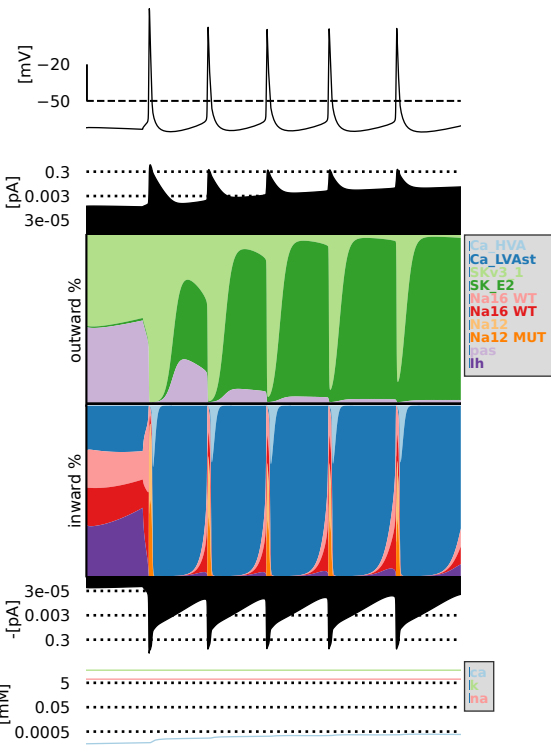 [mV]
−20
−50
[pA]
0.3
0.003
3e-05
outward %
Ca_HVA
Ca_LVAst
SKv3_1
SK_E2
Na16 WT
Na16 WT
Na12
Na12 MUT
pas
Ih
inward %
-[pA]
3e-05
0.003
0.3
[mM]
5
0.05
0.0005
ca
k
na